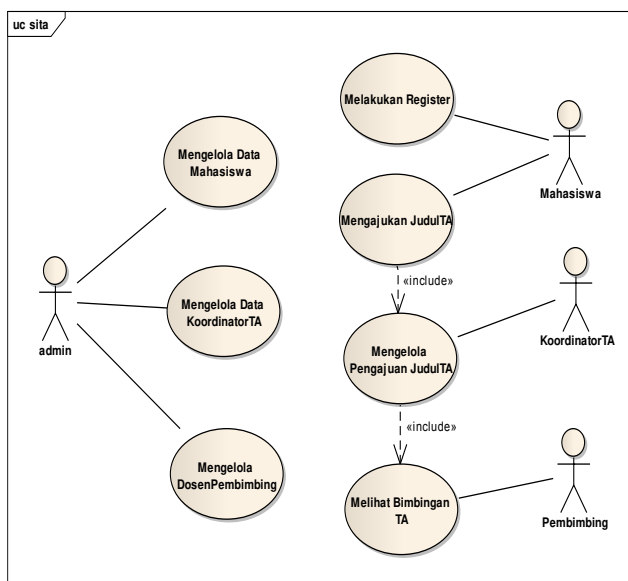 uc sita
Melakukan Register
Mengelola Data
Mahasiswa
Mahasiswa
Mengajukan JudulTA
«include»
admin
Mengelola Data
KoordinatorTA
Mengelola
Pengajuan JudulTA
KoordinatorTA
«include»
Mengelola
DosenPembimbing
Melihat Bimbingan
TA
Pembimbing